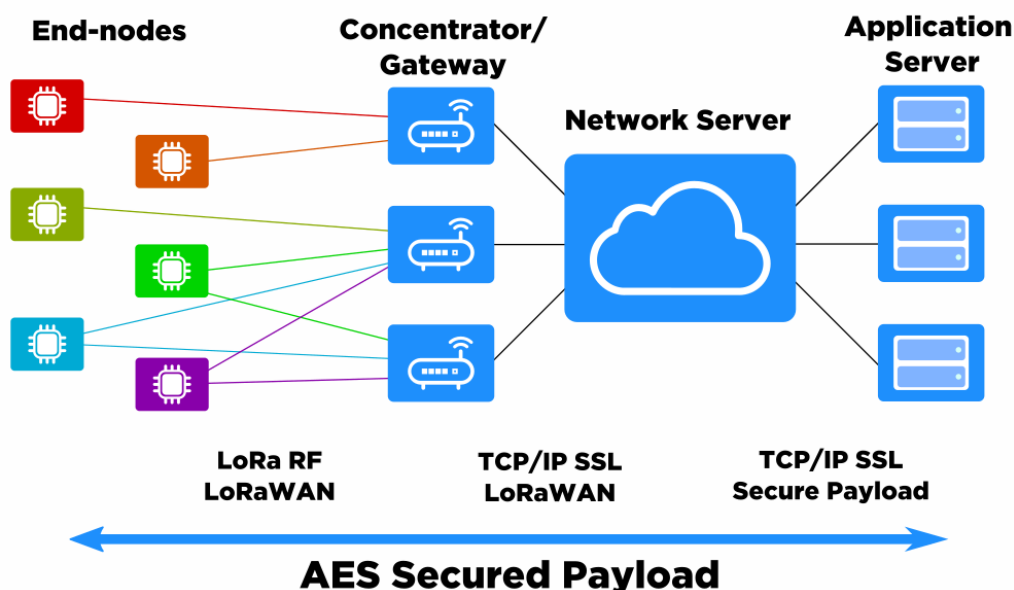 End-nodes
Concentrator/
Gateway
Network Server
Application
Server
LoRa RF
LoRaWAN
TCP/IP SSL
LoRaWAN
TCP/IP SSL
Secure Payload
AES Secured Payload